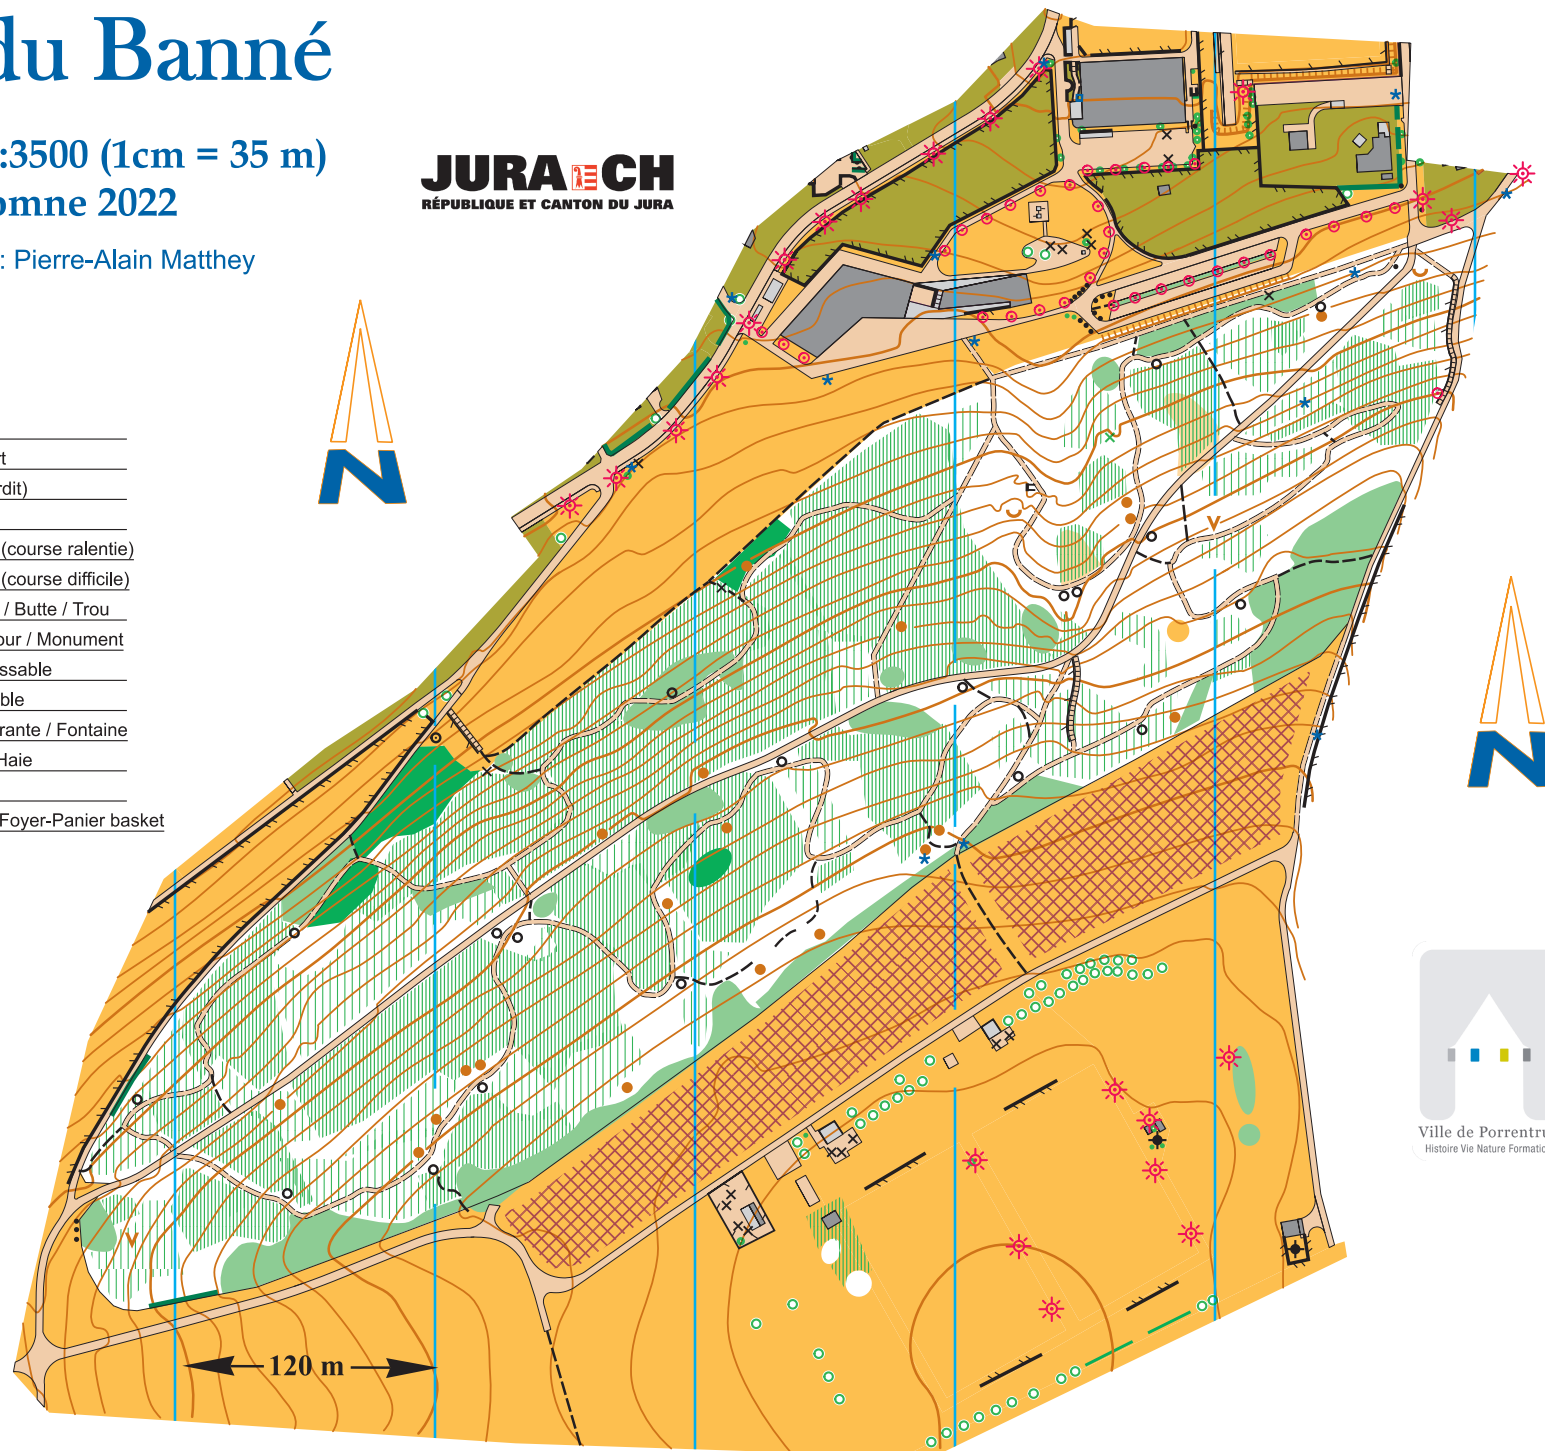 du Banné
:3500 (1cm = 35 m)
omne 2022
: Pierre-Alain Matthey
JURA CH
RÉPUBLIQUE ET CANTON DU JURA
N
rt
rdit)
(course ralentie)
(course difficile)
/ Butte / Trou
our / Monument
ssable
ble
rante / Fontaine
Haie
Foyer-Panier basket
N
Ville de Porrentru
Histoire Vie Nature Formatio
120 m